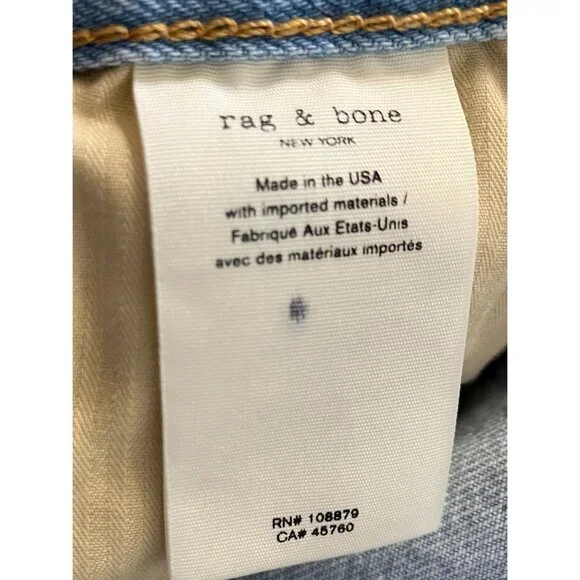 rag & bone
NEW YORK
Made in the USA
with imported materials /
Fabriqué Aux Etats-Unis
avec des matériaux importés
RN# 108879
CA# 45760